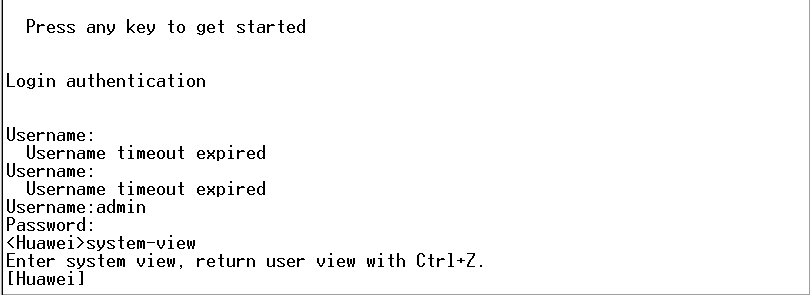 Press any key to get started
Login authentication
Username:
Username timeout expired
Username:
Username timeout expired
Username:admin
Password:
<Huawei>system-view
Enter system view, return user view with Ctrl+Z.
[Huawei]